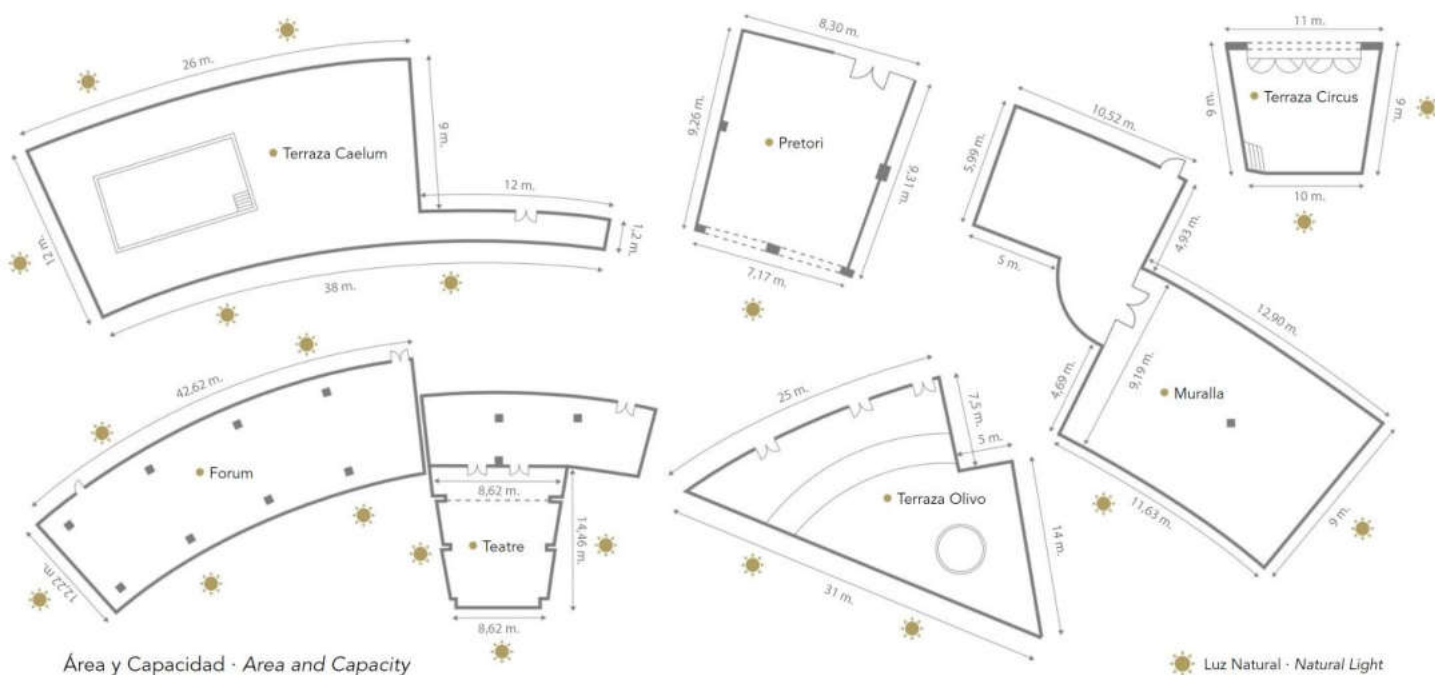 26 m.
9 m.
Terraza Caelum
12 m.
1,2 m.
12 m.
38 m.
8,30 m.
9,26 m.
Pretori
9,31 m.
7,17 m.
11 m.
9 m.
Terraza Circus
9 m.
10 m.
10,52 m.
5,99 m.
4,93 m.
5 m.
12,90 m.
4,69 m.
9,19 m.
Muralla
11,63 m.
9 m.
42,62 m.
Forum
12,22 m.
8,62 m.
14,46 m.
Teatre
8,62 m.
25 m.
7,5 m.
5 m.
Terraza Olivo
14 m.
31 m.
Área y Capacidad · Area and Capacity
Luz Natural · Natural Light